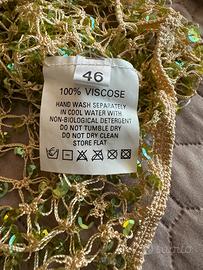 46
100% VISCOSE
HAND WASH SEPARATELY
IN COOL WATER WITH
NON-BIOLOGICAL DETERGENT
DO NOT TUMBLE DRY
DO NOT DRY CLEAN
STORE FLAT
subito